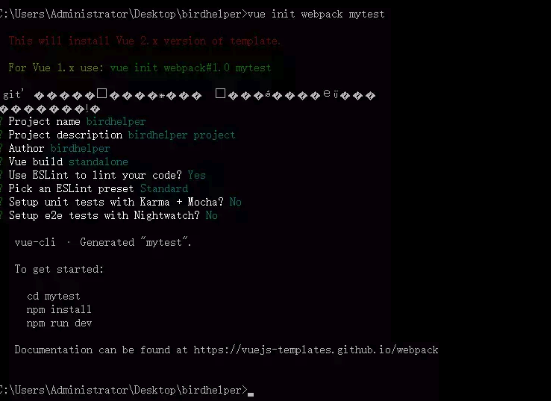 C:\Users\Administrator\Desktop\birdhelper>vue init webpack mytest
This will install Vue 2.x version of template.
For Vue 1.x use: vue init webpack#1.0 mytest
git'
? Project name birdhelper
? Project description birdhelper project
? Author birdhelper
? Vue build standalone
? Use ESLint to lint your code? Yes
? Pick an ESLint preset Standard
? Setup unit tests with Karma + Mocha? No
? Setup e2e tests with Nightwatch? No
vue-cli · Generated "mytest".
To get started:
cd mytest
npm install
npm run dev
Documentation can be found at https://vuejs-templates.github.io/webpack
C:\Users\Administrator\Desktop\birdhelper>